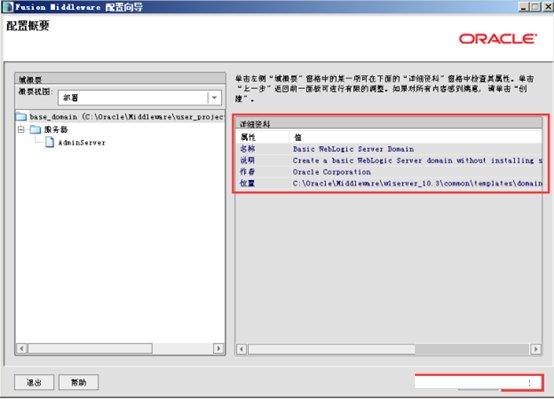 Fusion Middleware 配置向导
配置概要
ORACLE
域概要
概要视图: 部署
base_domain (C:\Oracle\Middleware\user_project
服务器
AdminServer
单击左侧“域概要”窗格中的某一项可在下面的“详细资料”窗格中检查其属性。单击
“上一步”返回前一面板可进行有限的调整。如果对所有内容感到满意，请单击“创
建”。
详细资料
属性 值
名称 Basic WebLogic Server Domain
说明 Create a basic WebLogic Server domain without installing s
作者 Oracle Corporation
位置 C:\Oracle\Middleware\wlserver_10.3\common\templates\domain
退出 帮助